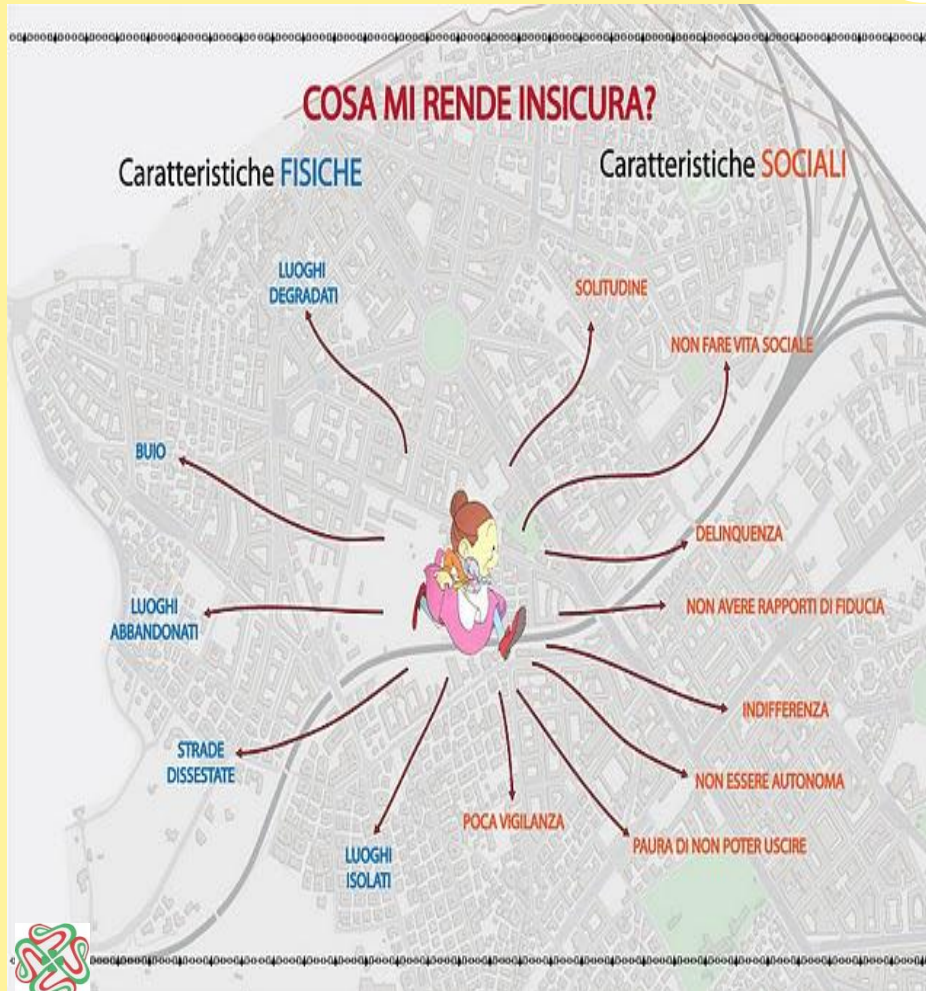 COSA MI RENDE INSICURA?
Caratteristiche FISICHE
Caratteristiche SOCIALI
LUOGHI
DEGRADATI
BUIO
LUOGHI
ABBANDONATI
STRADE
DISSESTATE
LUOGHI
ISOLATI
SOLITUDINE
NON FARE VITA SOCIALE
DELINQUENZA
NON AVERE RAPPORTI DI FIDUCIA
INDIFFERENZA
NON ESSERE AUTONOMA
PAURA DI NON POTER USCIRE
POCA VIGILANZA